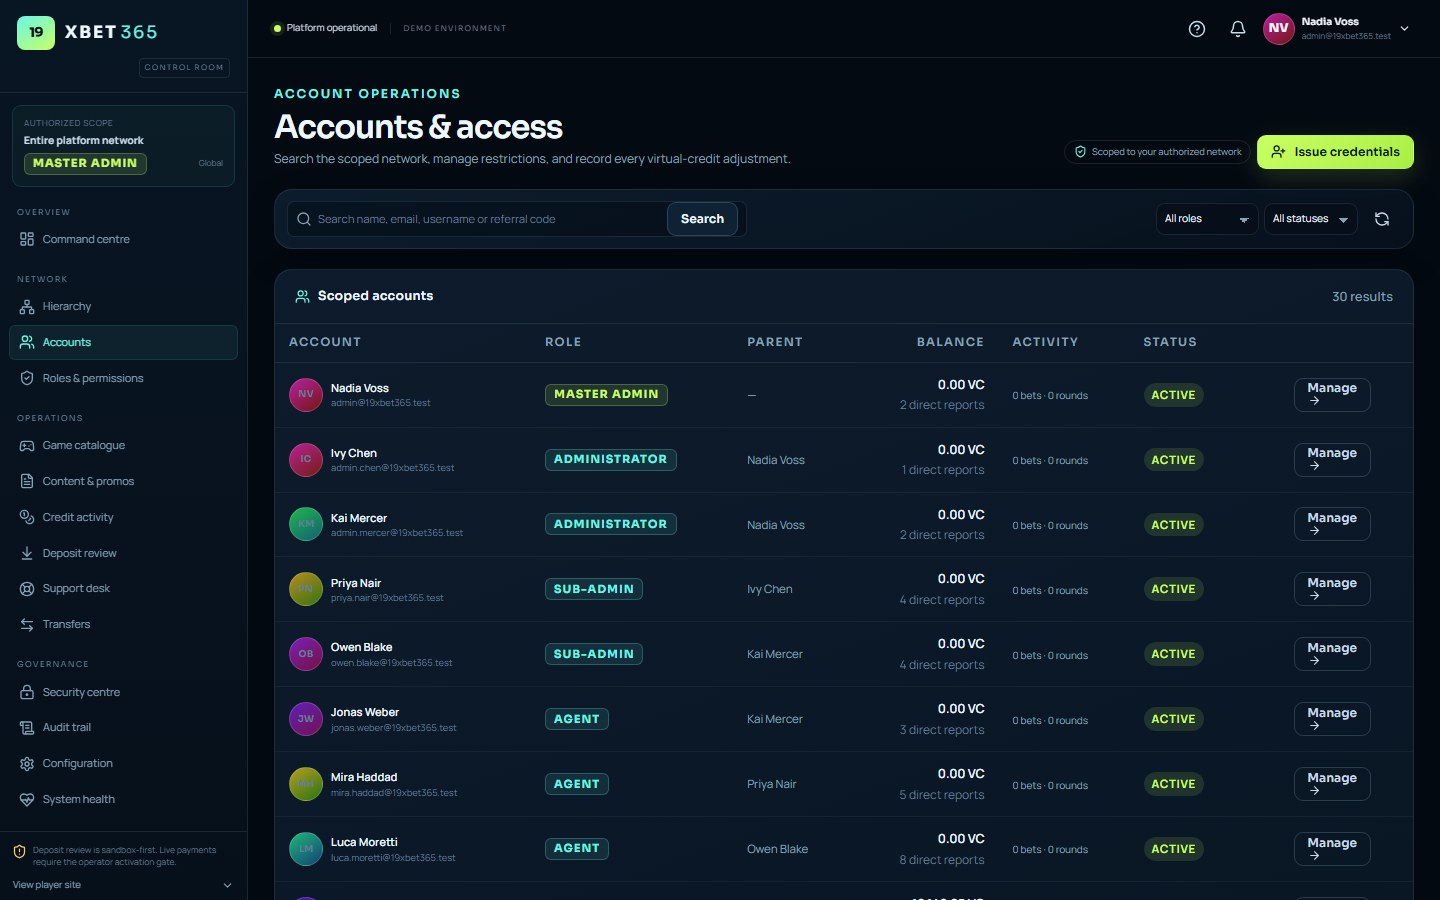 19 XBET 365
CONTROL ROOM
AUTHORIZED SCOPE
Entire platform network
MASTER ADMIN Global
OVERVIEW
Command centre
NETWORK
Hierarchy
Accounts
Roles & permissions
OPERATIONS
Game catalogue
Content & promos
Credit activity
Deposit review
Support desk
Transfers
GOVERNANCE
Security centre
Audit trail
Configuration
System health
Deposit review is sandbox-first. Live payments
require the operator activation gate.
View player site
Platform operational DEMO ENVIRONMENT
NV Nadia Voss
admin@19xbet365.test
ACCOUNT OPERATIONS
Accounts & access
Search the scoped network, manage restrictions, and record every virtual-credit adjustment.
Scoped to your authorized network Issue credentials
Search name, email, username or referral code Search All roles All statuses
Scoped accounts 30 results
ACCOUNT ROLE PARENT BALANCE ACTIVITY STATUS
NV Nadia Voss
admin@19xbet365.test
MASTER ADMIN — 0.00 VC
2 direct reports
0 bets · 0 rounds ACTIVE Manage
→
IC Ivy Chen
admin.chen@19xbet365.test
ADMINISTRATOR Nadia Voss 0.00 VC
1 direct reports
0 bets · 0 rounds ACTIVE Manage
→
KM Kai Mercer
admin.mercer@19xbet365.test
ADMINISTRATOR Nadia Voss 0.00 VC
2 direct reports
0 bets · 0 rounds ACTIVE Manage
→
Priya Nair
priya.nair@19xbet365.test
SUB-ADMIN Ivy Chen 0.00 VC
4 direct reports
0 bets · 0 rounds ACTIVE Manage
→
OB Owen Blake
owen.blake@19xbet365.test
SUB-ADMIN Kai Mercer 0.00 VC
4 direct reports
0 bets · 0 rounds ACTIVE Manage
→
JW Jonas Weber
jonas.weber@19xbet365.test
AGENT Kai Mercer 0.00 VC
3 direct reports
0 bets · 0 rounds ACTIVE Manage
→
Mira Haddad
mira.haddad@19xbet365.test
AGENT Priya Nair 0.00 VC
5 direct reports
0 bets · 0 rounds ACTIVE Manage
→
LM Luca Moretti
luca.moretti@19xbet365.test
AGENT Owen Blake 0.00 VC
8 direct reports
0 bets · 0 rounds ACTIVE Manage
→